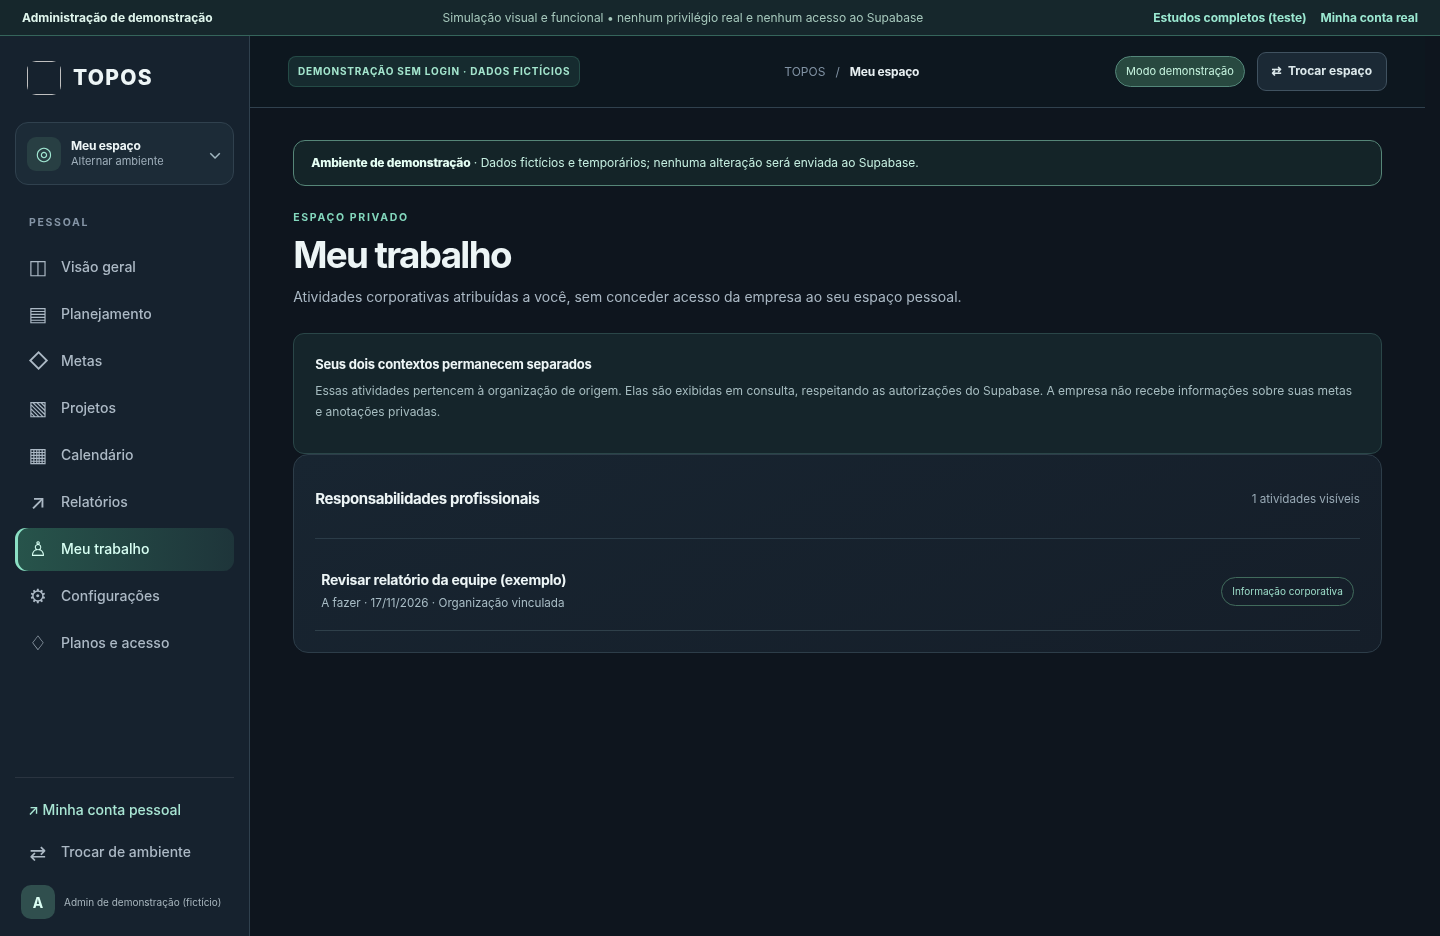 Administração de demonstração
Simulação visual e funcional • nenhum privilégio real e nenhum acesso ao Supabase
Estudos completos (teste) Minha conta real
TOPOS
Meu espaço
Alternar ambiente
PESSOAL
Visão geral
Planejamento
Metas
Projetos
Calendário
Relatórios
Meu trabalho
Configurações
Planos e acesso
↗ Minha conta pessoal
Trocar de ambiente
A Admin de demonstração (fictício)
DEMONSTRAÇÃO SEM LOGIN · DADOS FICTÍCIOS
TOPOS / Meu espaço
Modo demonstração
⇄ Trocar espaço
Ambiente de demonstração · Dados fictícios e temporários; nenhuma alteração será enviada ao Supabase.
ESPAÇO PRIVADO
Meu trabalho
Atividades corporativas atribuídas a você, sem conceder acesso da empresa ao seu espaço pessoal.
Seus dois contextos permanecem separados
Essas atividades pertencem à organização de origem. Elas são exibidas em consulta, respeitando as autorizações do Supabase. A empresa não recebe informações sobre suas metas
e anotações privadas.
Responsabilidades profissionais
1 atividades visíveis
Revisar relatório da equipe (exemplo)
A fazer · 17/11/2026 · Organização vinculada
Informação corporativa